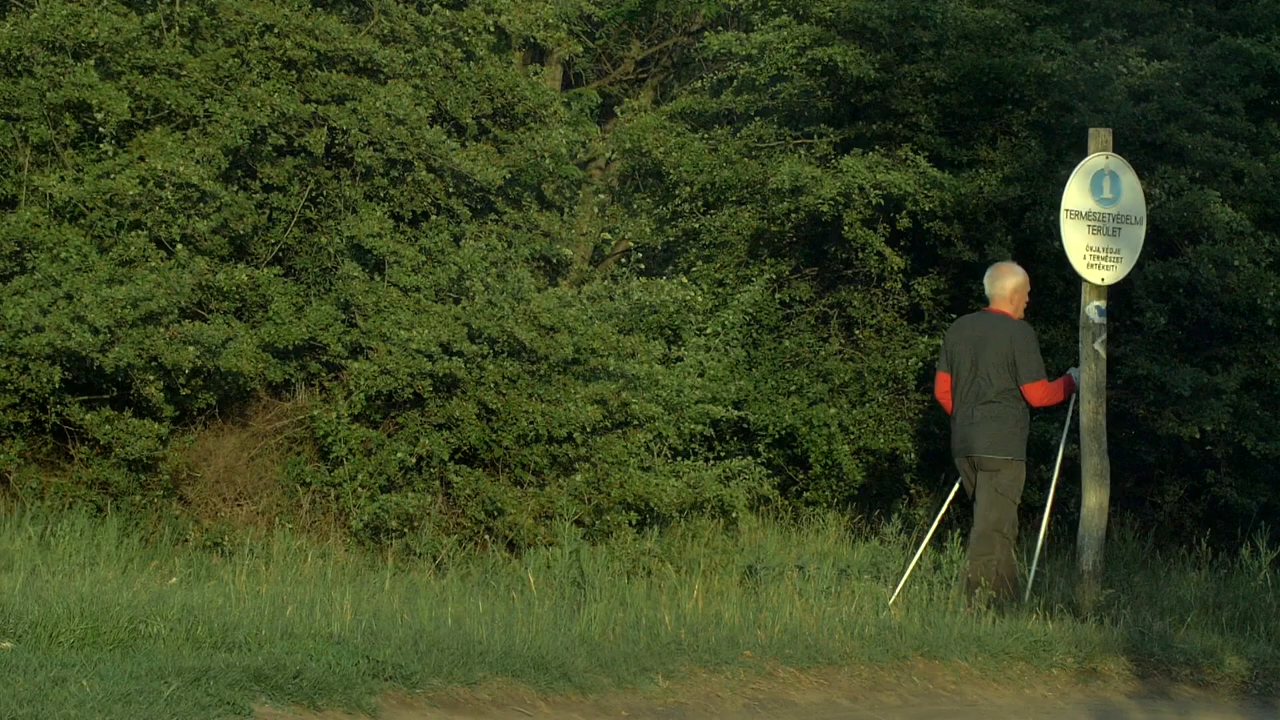 TERMÉSZETVÉDELMI
TERÜLET
ÓVJA, VÉDJE
A TERMÉSZET
ÉRTÉKEIT!